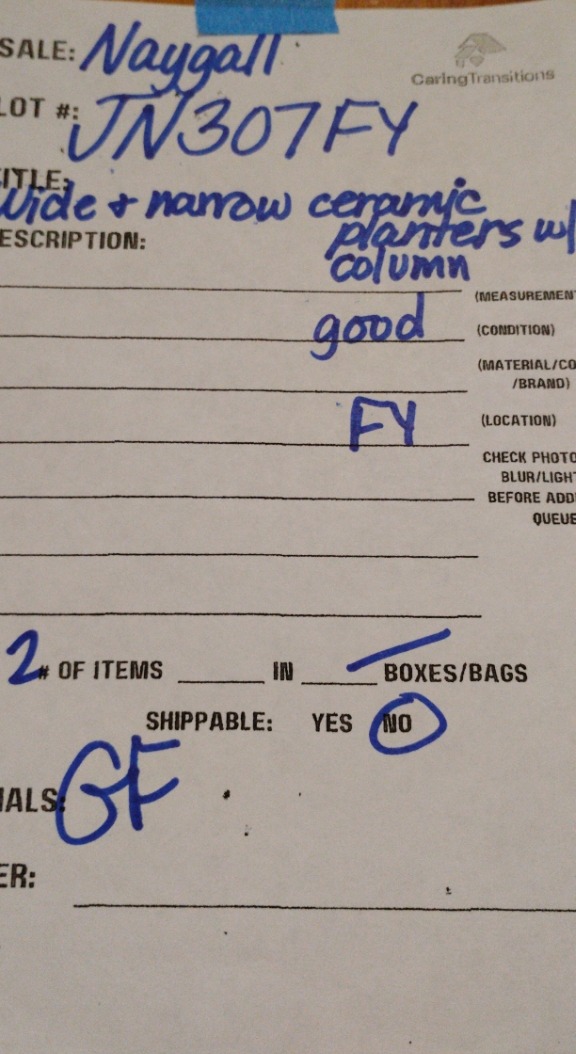 SALE: Naygall
CaringTransitions
LOT #: JN307FY
ITLE:
Wide + narrow ceramic
planters w/
ESCRIPTION:
column
(MEASUREMENT
good (CONDITION)
(MATERIAL/CO
/BRAND)
FY (LOCATION)
CHECK PHOTO
BLUR/LIGHT
BEFORE ADD
QUEUE
2 # OF ITEMS ______ IN ______ BOXES/BAGS
SHIPPABLE: YES NO
IALS: GF
ER: